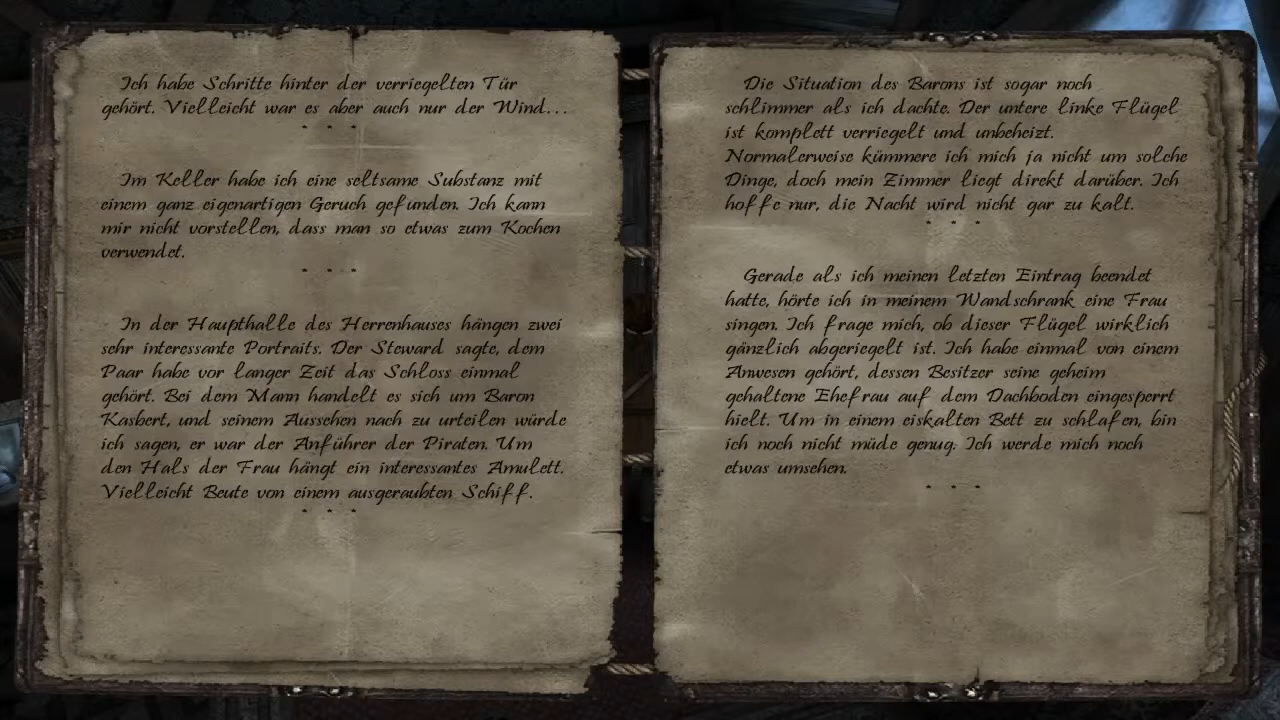 Ich habe Schritte hinter der verriegelten Tür
gehört. Vielleicht war es aber auch nur der Wind...
* * *
Im Keller habe ich eine seltsame Substanz mit
einem ganz eigenartigen Geruch gefunden. Ich kann
mir nicht vorstellen, dass man so etwas zum Kochen
verwendet.
* * *
In der Haupthalle des Herrenhauses hängen zwei
sehr interessante Portraits. Der Steward sagte, dem
Paar habe vor langer Zeit das Schloss einmal
gehört. Bei dem Mann handelt es sich um Baron
Kasbert, und seinem Aussehen nach zu urteilen würde
ich sagen, er war der Anführer der Piraten. Um
den Hals der Frau hängt ein interessantes Amulett.
Vielleicht Beute von einem ausgeraubten Schiff.
* * *
Die Situation des Barons ist sogar noch
schlimmer als ich dachte. Der untere linke Flügel
ist komplett verriegelt und unbeheizt.
Normalerweise kümmere ich mich ja nicht um solche
Dinge, doch mein Zimmer liegt direkt darüber. Ich
hoffe nur, die Nacht wird nicht gar zu kalt.
* * *
Gerade als ich meinen letzten Eintrag beendet
hatte, hörte ich in meinem Wandschrank eine Frau
singen. Ich frage mich, ob dieser Flügel wirklich
gänzlich abgeriegelt ist. Ich habe einmal von einem
Anwesen gehört, dessen Besitzer seine geheim
gehaltene Ehefrau auf dem Dachboden eingesperrt
hielt. Um in einem eiskalten Bett zu schlafen, bin
ich noch nicht müde genug. Ich werde mich noch
etwas umsehen.
* * *